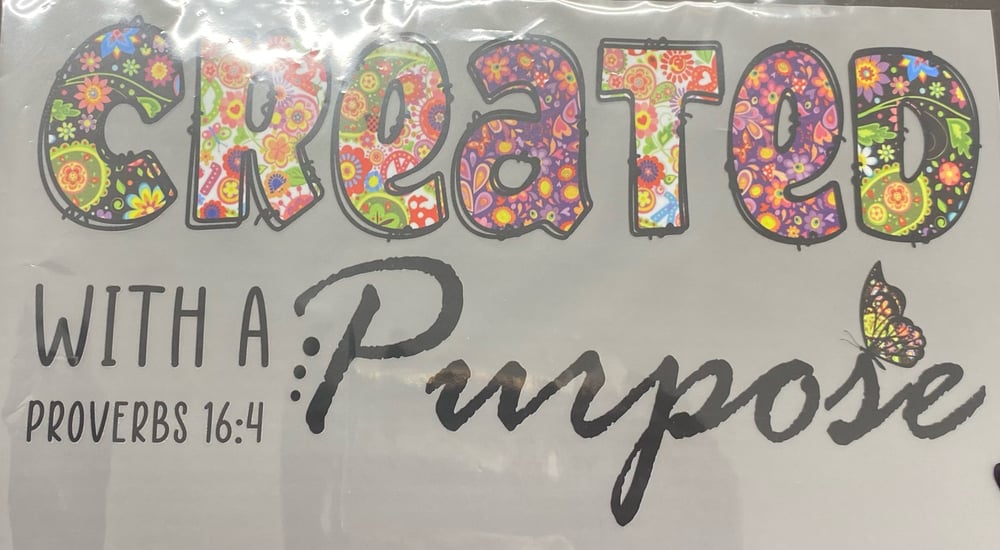 CReaTeD
WITH A Purpose
PROVERBS 16:4